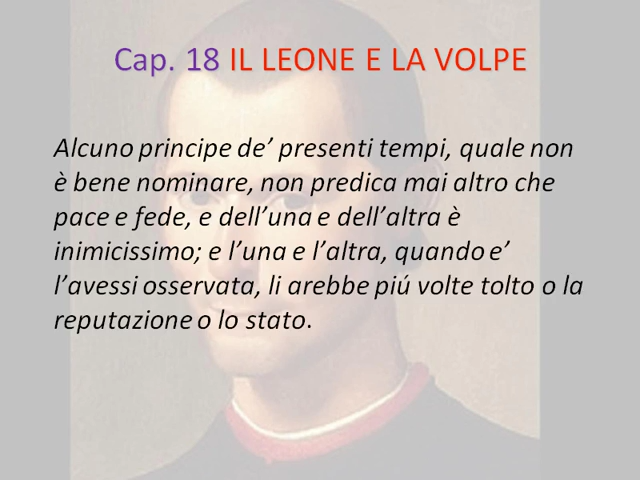 Cap. 18 IL LEONE E LA VOLPE
Alcuno principe de’ presenti tempi, quale non
è bene nominare, non predica mai altro che
pace e fede, e dell’una e dell’altra è
inimicissimo; e l’una e l’altra, quando e’
l’avessi osservata, li arebbe piú volte tolto o la
reputazione o lo stato.